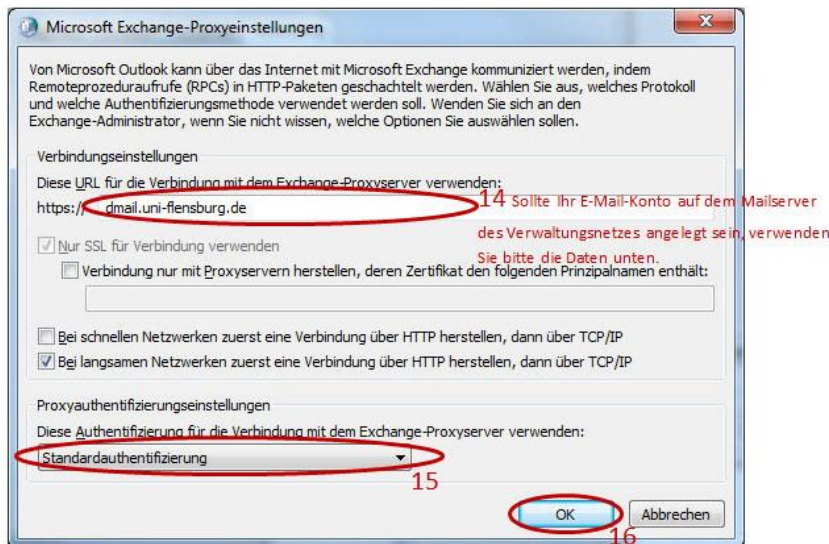 Microsoft Exchange-Proxyeinstellungen
Von Microsoft Outlook kann über das Internet mit Microsoft Exchange kommuniziert werden, indem
Remoteprozeduraufrufe (RPCs) in HTTP-Paketen geschachtelt werden. Wählen Sie aus, welches Protokoll
und welche Authentifizierungsmethode verwendet werden soll. Wenden Sie sich an den
Exchange-Administrator, wenn Sie nicht wissen, welche Optionen Sie auswählen sollen.
Verbindungseinstellungen
Diese URL für die Verbindung mit dem Exchange-Proxyserver verwenden:
https:// dmail.uni-flensburg.de
14 Sollte Ihr E-Mail-Konto auf dem Mailserver
des Verwaltungsnetzes angelegt sein, verwenden
Sie bitte die Daten unten.
Nur SSL für Verbindung verwenden
Verbindung nur mit Proxyservern herstellen, deren Zertifikat den folgenden Prinzipalnamen enthält:
Bei schnellen Netzwerken zuerst eine Verbindung über HTTP herstellen, dann über TCP/IP
Bei langsamen Netzwerken zuerst eine Verbindung über HTTP herstellen, dann über TCP/IP
Proxyauthentifizierungseinstellungen
Diese Authentifizierung für die Verbindung mit dem Exchange-Proxyserver verwenden:
Standardauthentifizierung
15
OK
Abbrechen
16